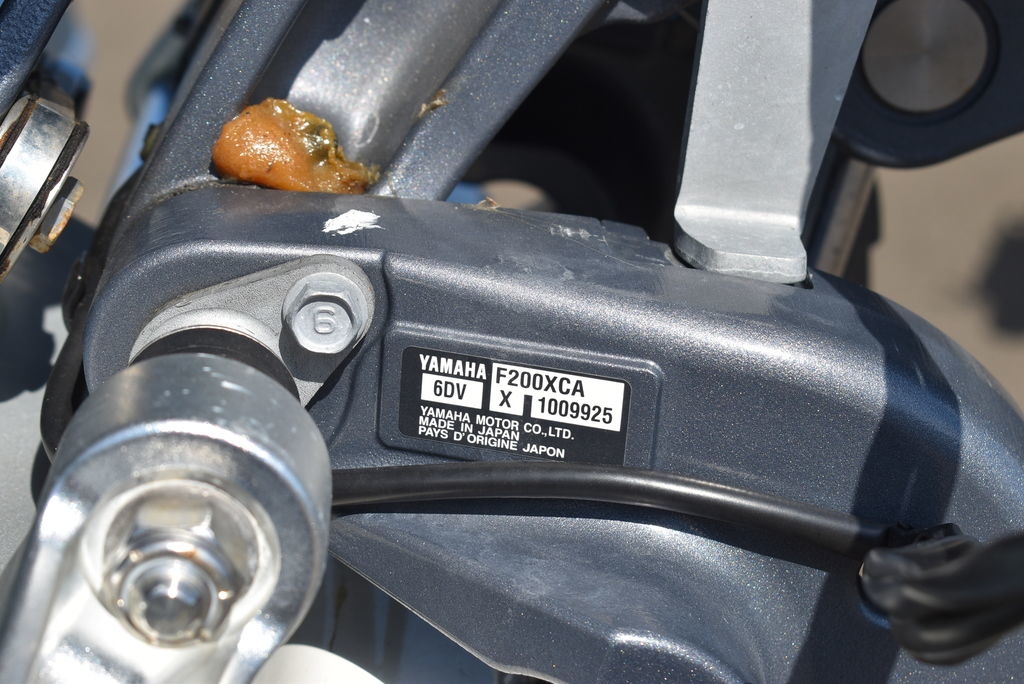 6
YAMAHA F200XCA
6DV X 1009925
YAMAHA MOTOR CO.,LTD.
MADE IN JAPAN
PAYS D'ORIGINE JAPON